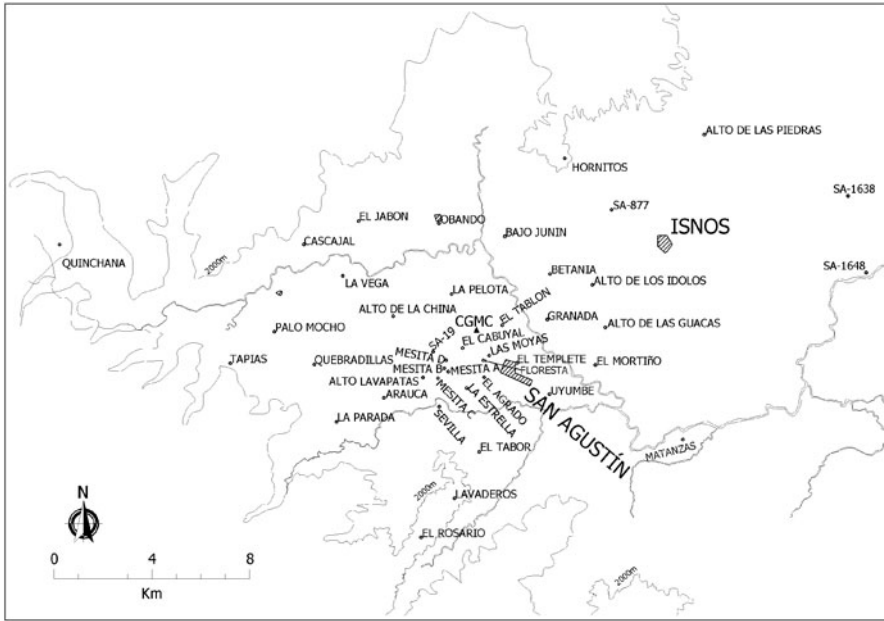 ALTO DE LAS PIEDRAS
HORNITOS
SA-1638
SA-877
EL JABON
OBANDO
ISNOS
BAJO JUNIN
CASCAJAL
QUINCHANA
2000m
SA-1648
BETANIA
LA VEGA
ALTO DE LOS IDOLOS
LA PELOTA
EL TABLON
ALTO DE LA CHINA
CGMC
GRANADA
ALTO DE LAS GUACAS
PALO MOCHO
SA-19
EL CABUYAL
LAS MOYAS
TAPIAS
QUEBRADILLAS
MESITA D
EL TEMPLETE
EL MORTIñO
MESITA B
MESITA A
FLORESTA
ALTO LAVAPATAS
MESITA C
EL AGRADO
LA ESTRELLA
UYUMBE
ARAUCA
SAN AGUSTÍN
LA PARADA
SEVILLA
EL TABOR
MATANZAS
2000m
LAVADEROS
N
EL ROSARIO
0 4 8
Km
2000m